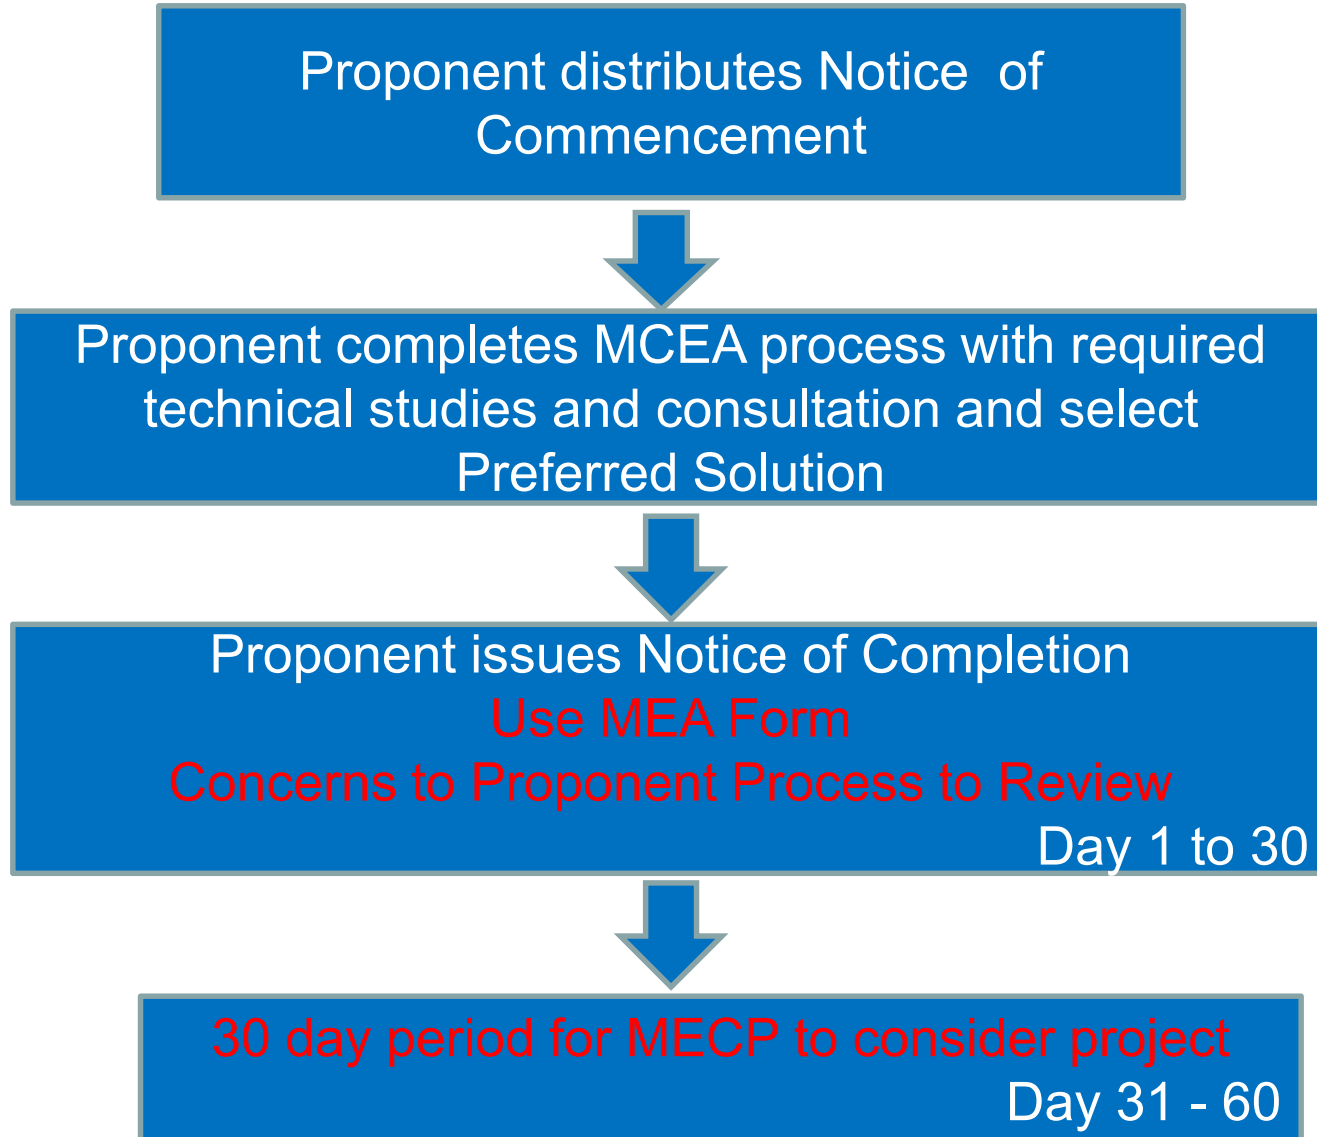 Proponent distributes Notice  of
Commencement
Proponent completes MCEA process with required
technical studies and consultation and select
Preferred Solution
Proponent issues Notice of Completion
Use MEA Form
Concerns to Proponent Process to Review
Day 1 to 30
30 day period for MECP to consider project
Day 31 - 60